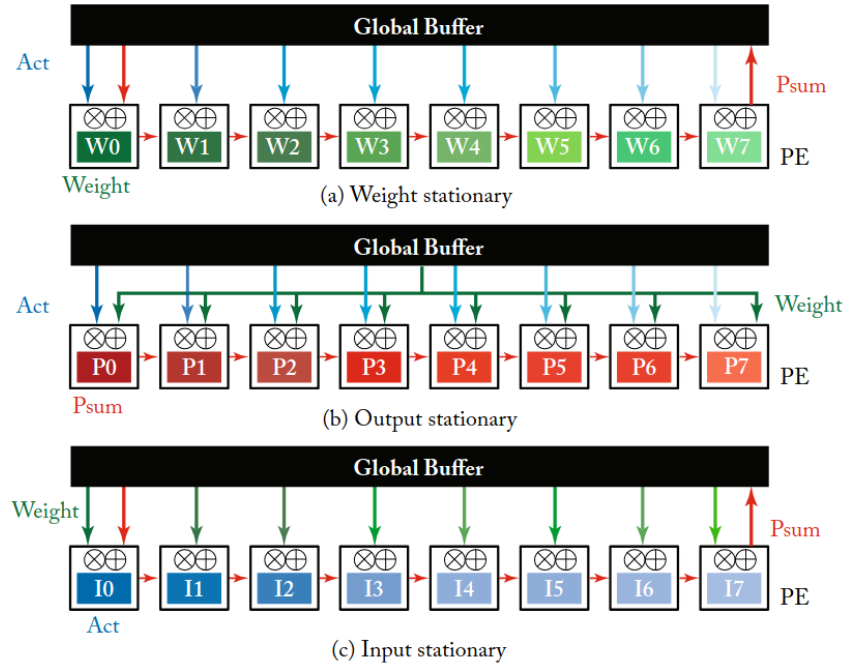 Global Buffer
Act
Psum
W0 W1 W2 W3 W4 W5 W6 W7
PE
Weight
(a) Weight stationary
Global Buffer
Act
Weight
P0 P1 P2 P3 P4 P5 P6 P7
PE
Psum
(b) Output stationary
Global Buffer
Weight
Psum
I0 I1 I2 I3 I4 I5 I6 I7
PE
Act
(c) Input stationary